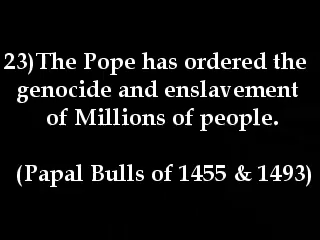 23)The Pope has ordered the
genocide and enslavement
of Millions of people.
(Papal Bulls of 1455 & 1493)